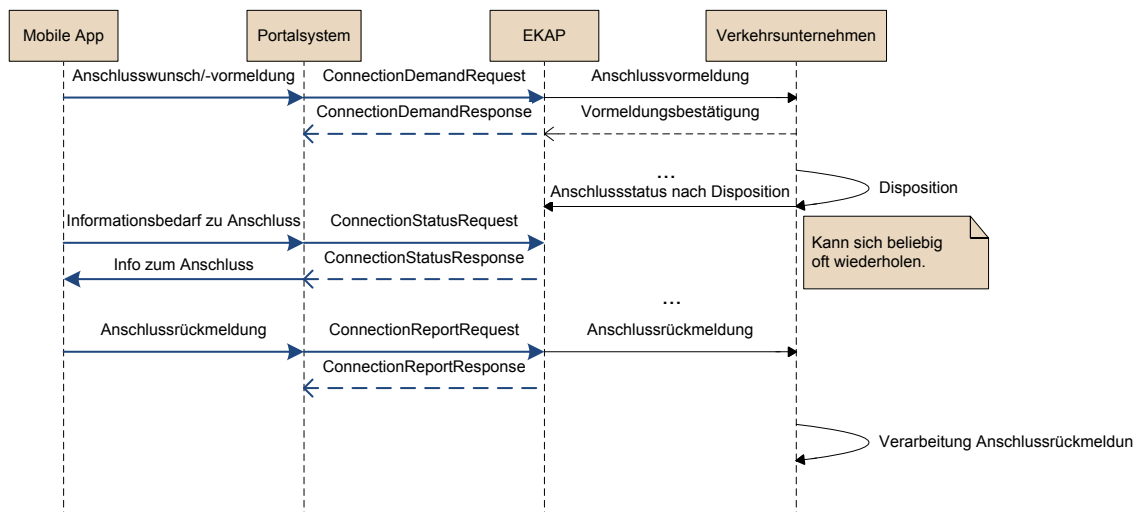 Mobile App
Portalsystem
EKAP
Verkehrsunternehmen
Anschlusswunsch/-vormeldung
ConnectionDemandRequest
Anschlussvormeldung
ConnectionDemandResponse
Vormeldungsbestätigung
...
Anschlussstatus nach Disposition
Disposition
Informationsbedarf zu Anschluss
ConnectionStatusRequest
Kann sich beliebig
oft wiederholen.
Info zum Anschluss
ConnectionStatusResponse
...
Anschlussrückmeldung
ConnectionReportRequest
Anschlussrückmeldung
ConnectionReportResponse
Verarbeitung Anschlussrückmeldun